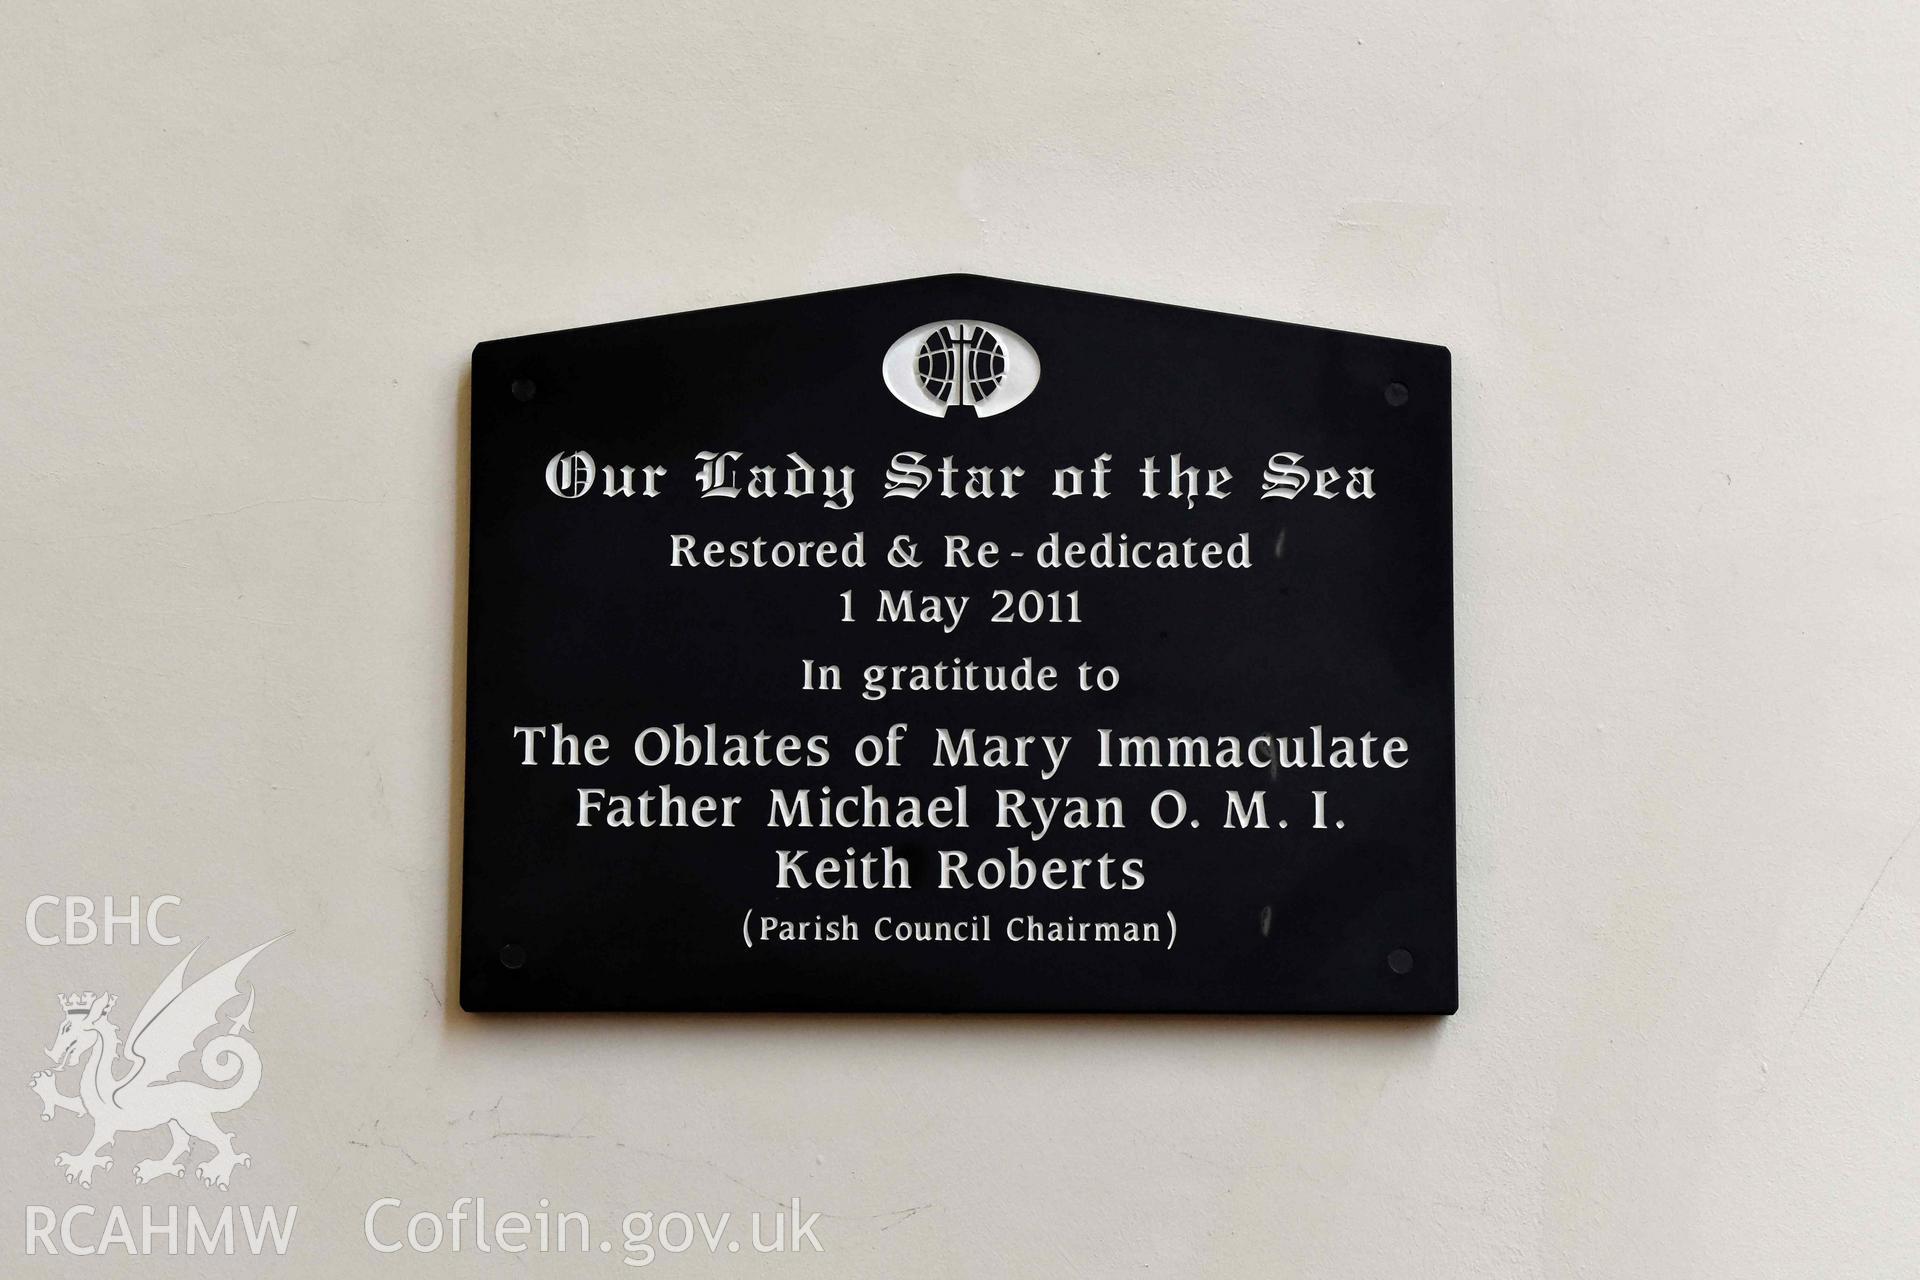 Our Lady Star of the Sea
Restored & Re-dedicated
1 May 2011
In gratitude to
The Oblates of Mary Immaculate
Father Michael Ryan O. M. I.
Keith Roberts
(Parish Council Chairman)
CBHC
RCAHMW
Coflein.gov.uk